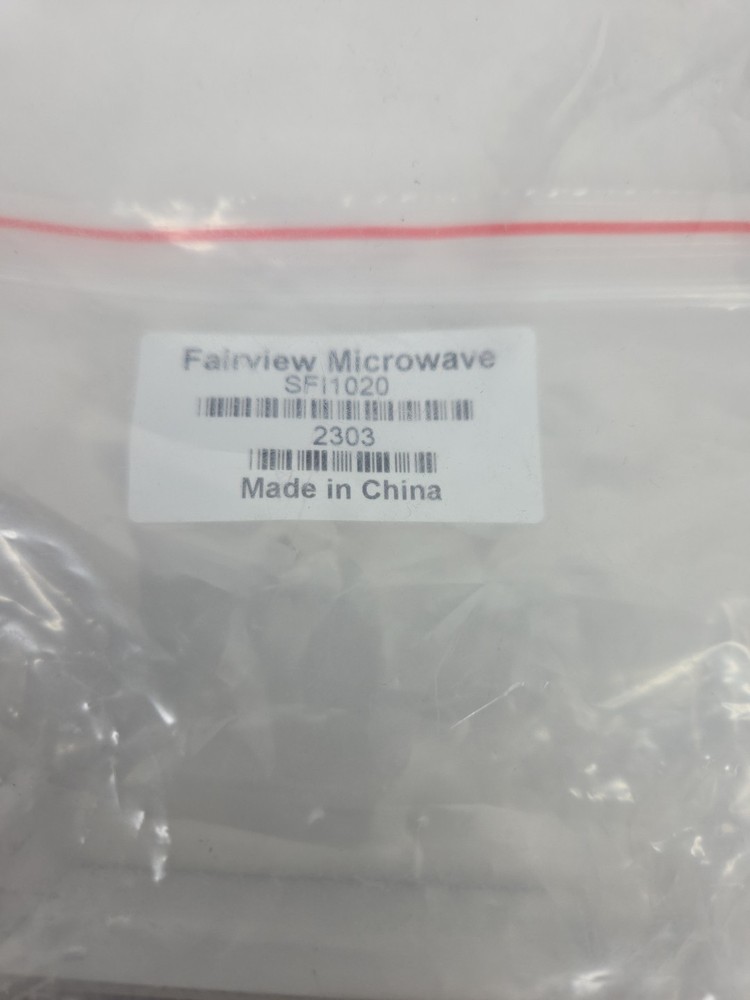 Fairview Microwave
SFI1020
2303
Made in China